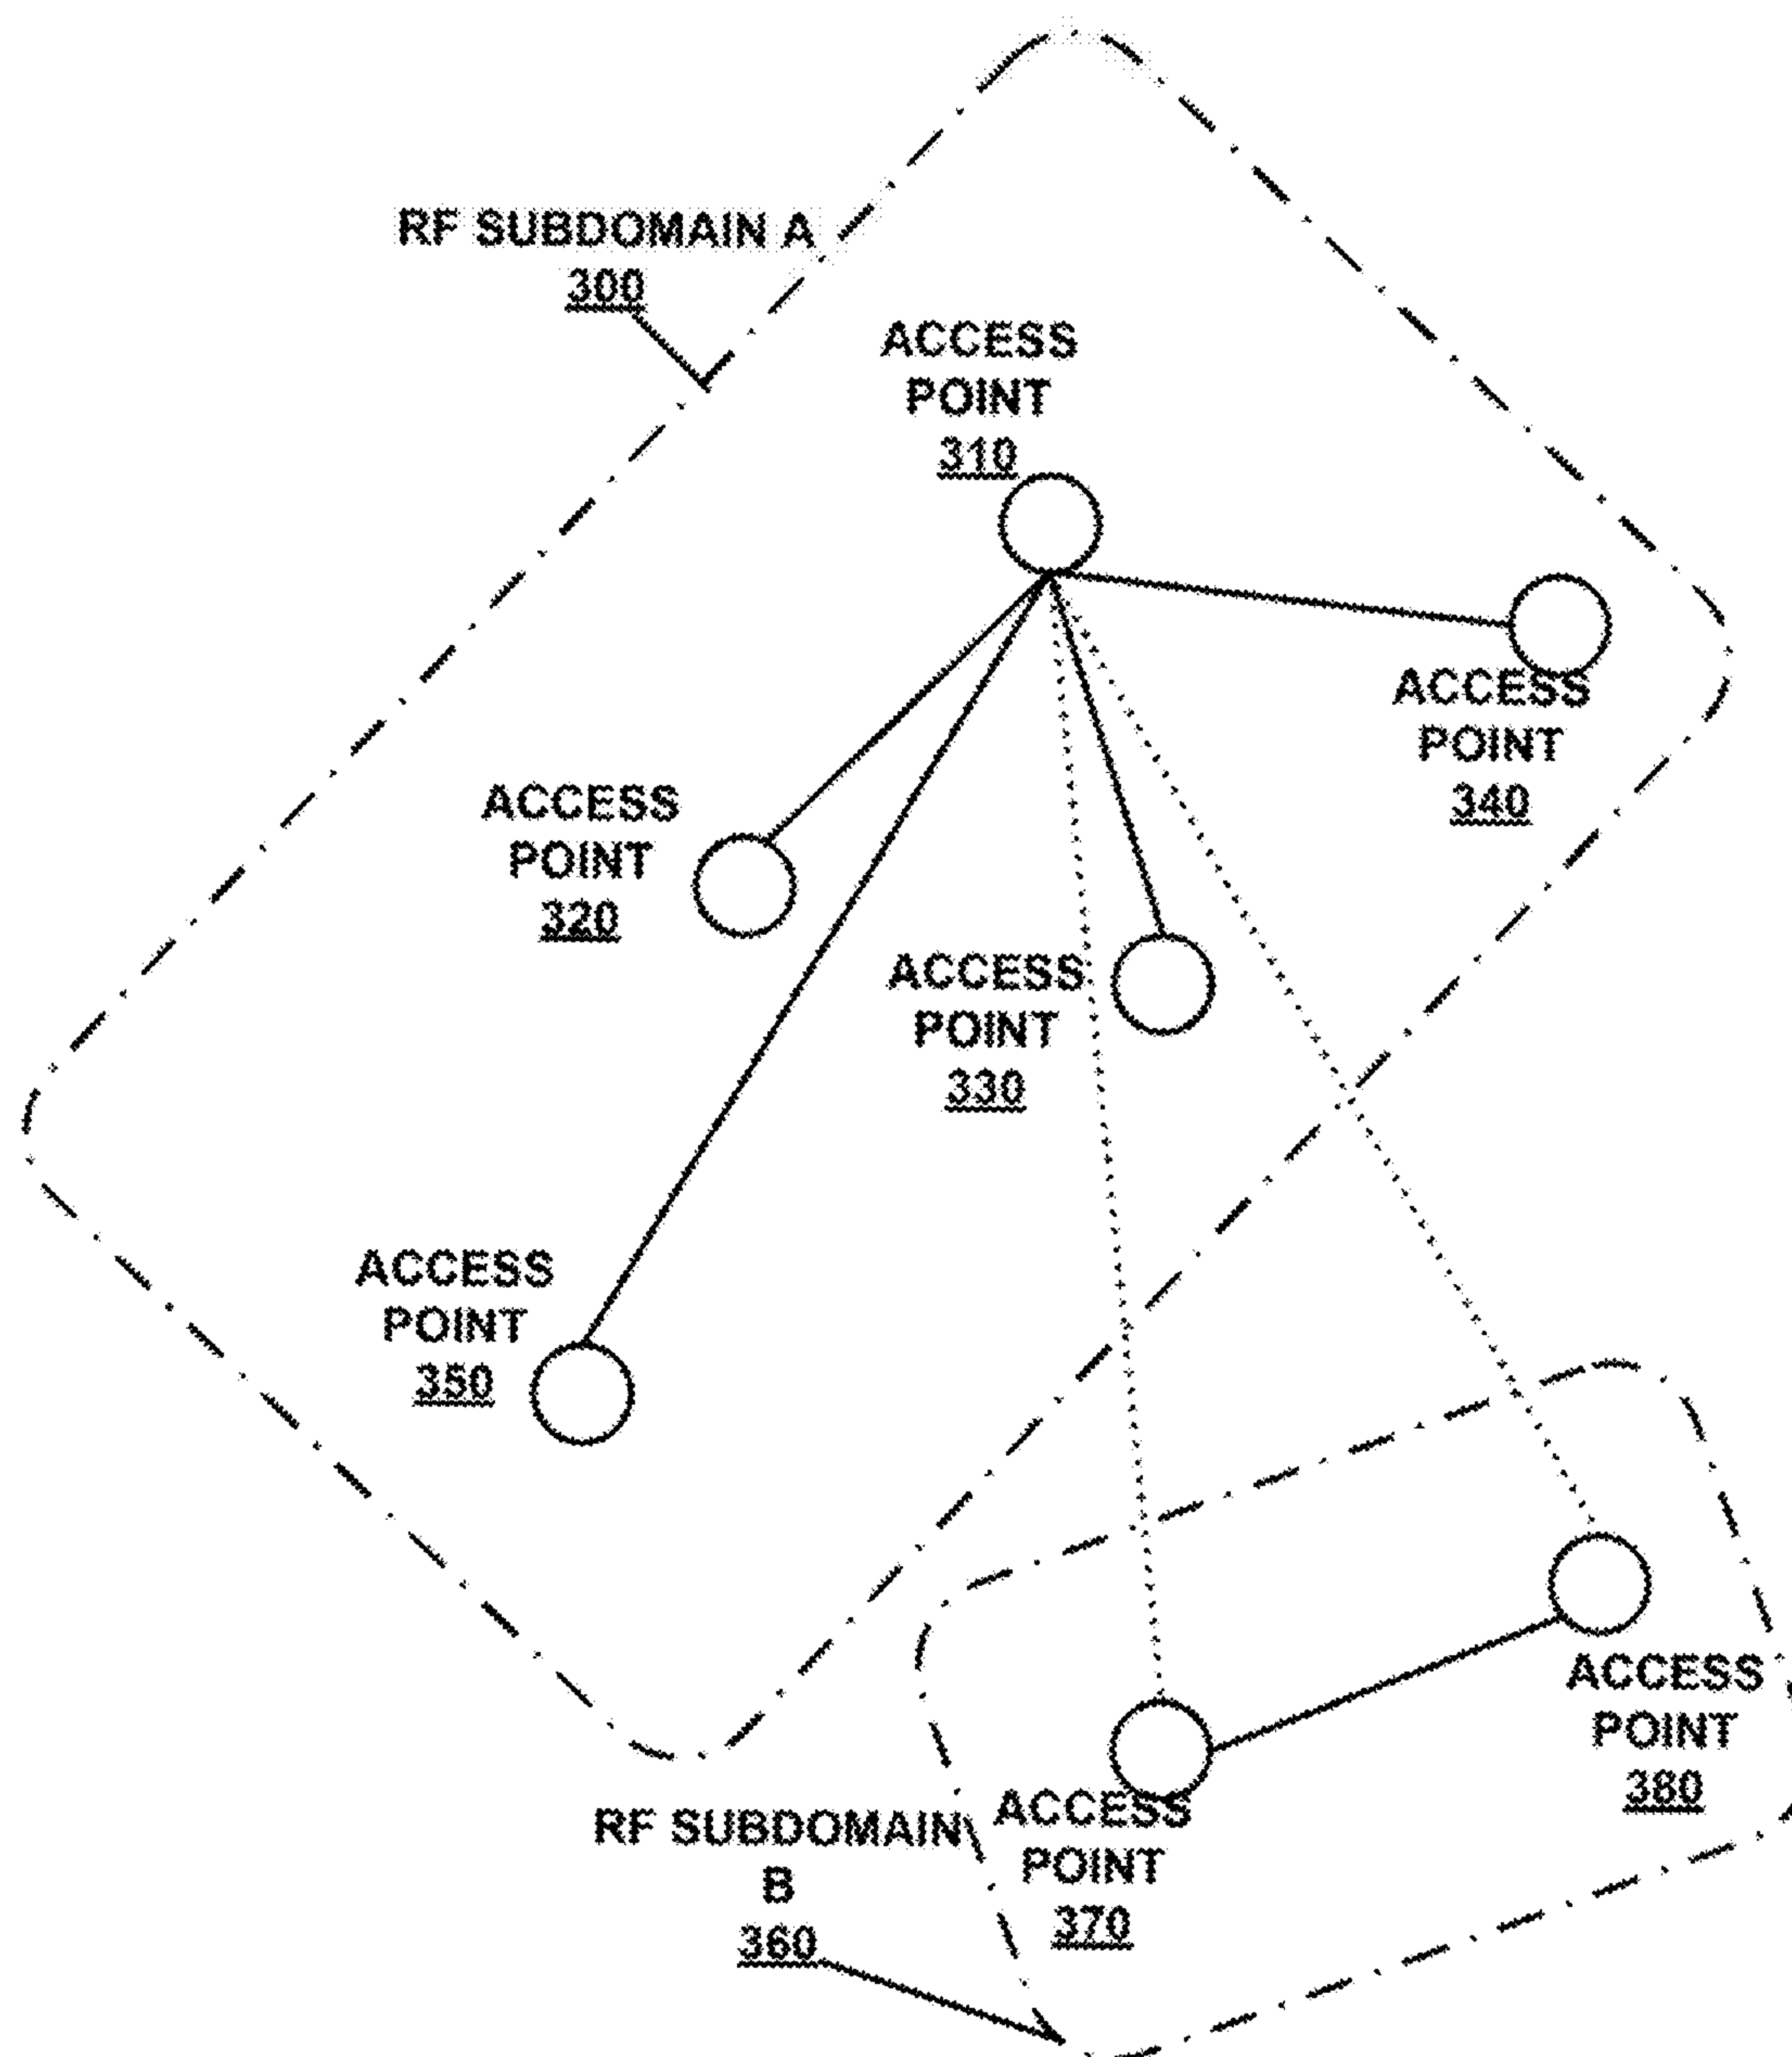 RF SUBDOMAIN A
300
ACCESS
POINT
310
ACCESS
POINT
340
ACCESS
POINT
320
ACCESS
POINT
330
ACCESS
POINT
350
ACCESS
POINT
380
RF SUBDOMAIN
B
360
ACCESS
POINT
370